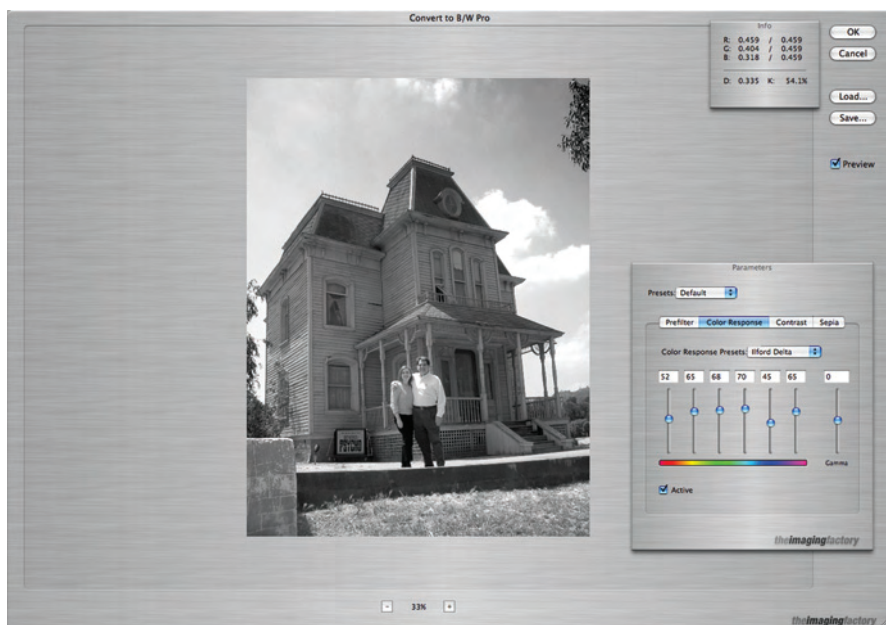 Convert to B/W Pro
Info
R: 0.459 / 0.459
G: 0.404 / 0.459
B: 0.318 / 0.459
D: 0.335 K: 54.1%
OK
Cancel
Load...
Save...
Preview
PSYCHO
Parameters
Presets: Default
Prefilter Color Response Contrast Sepia
Color Response Presets: Ilford Delta
52 65 68 70 45 65 0
Gamma
Active
theimagingfactory
- 33% +
theimagingfactory